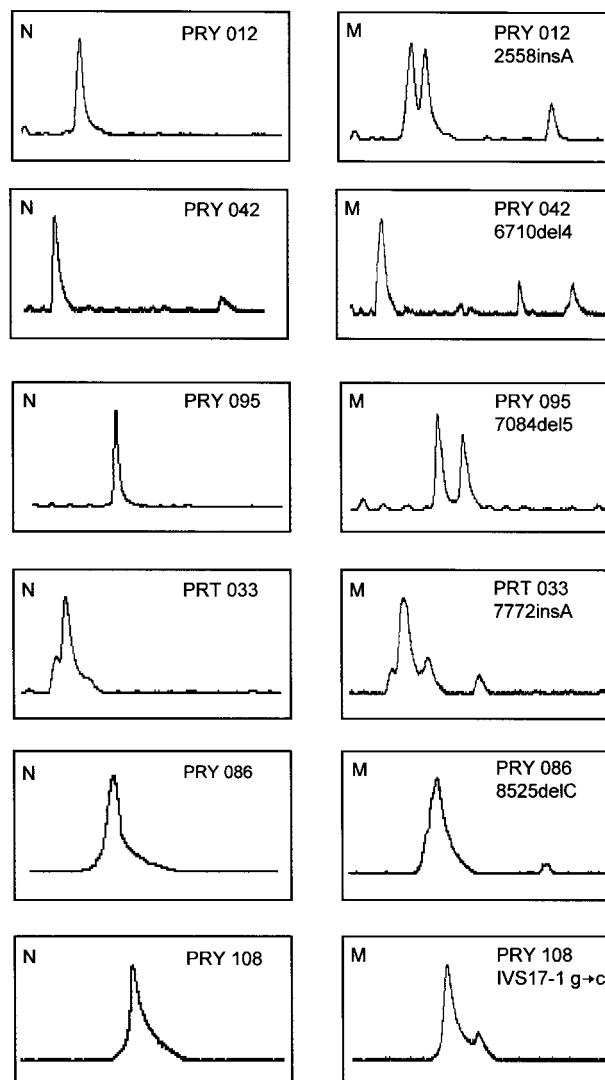 N PRY 012
M PRY 012
2558insA
N PRY 042
M PRY 042
6710del4
N PRY 095
M PRY 095
7084del5
N PRT 033
M PRT 033
7772insA
N PRY 086
M PRY 086
8525delC
N PRY 108
M PRY 108
IVS17-1 g→c